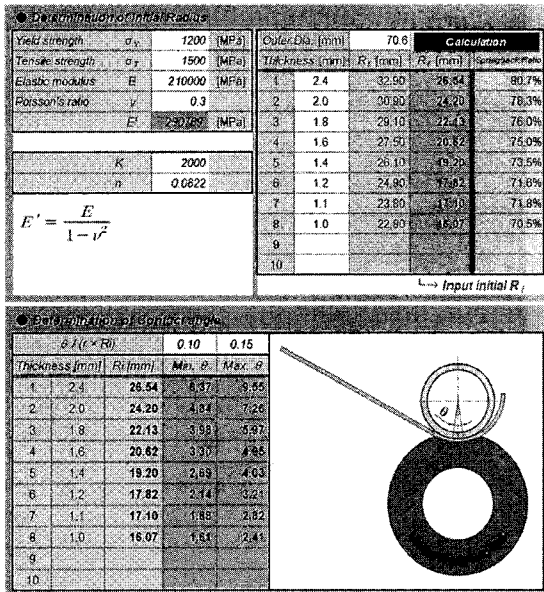 ● Determination of Initial Radius
Yield strength σY 1200 [MPa]
Tensile strength σT 1500 [MPa]
Elastic modulus E 210000 [MPa]
Poisson's ratio ν 0.3
E' 230769 [MPa]
K 2000
n 0.0822
E' = E / (1 − ν²)
Outer Dia. [mm] 70.6 Calculation
Thickness [mm] [mm] [mm] Springback Ratio
1 2.4 32.90 26.54 80.7%
2 2.0 30.90 24.20 78.3%
3 1.8 29.10 22.13 76.0%
4 1.6 27.50 20.62 75.0%
5 1.4 26.10 19.20 73.5%
6 1.2 24.90 17.82 71.6%
7 1.1 23.80 17.10 71.8%
8 1.0 22.80 16.07 70.5%
9
10
→ Input initial R i
● Determination of Contact angle
θ / (t × Ri) 0.10 0.15
Thickness [mm] Ri [mm] Min. θ Max. θ
1 2.4 26.54 6.37 9.55
2 2.0 24.20 4.84 7.26
3 1.8 22.13 3.98 5.97
4 1.6 20.62 3.30 4.95
5 1.4 19.20 2.69 4.03
6 1.2 17.82 2.14 3.21
7 1.1 17.10 1.88 2.82
8 1.0 16.07 1.61 2.41
9
10
θ